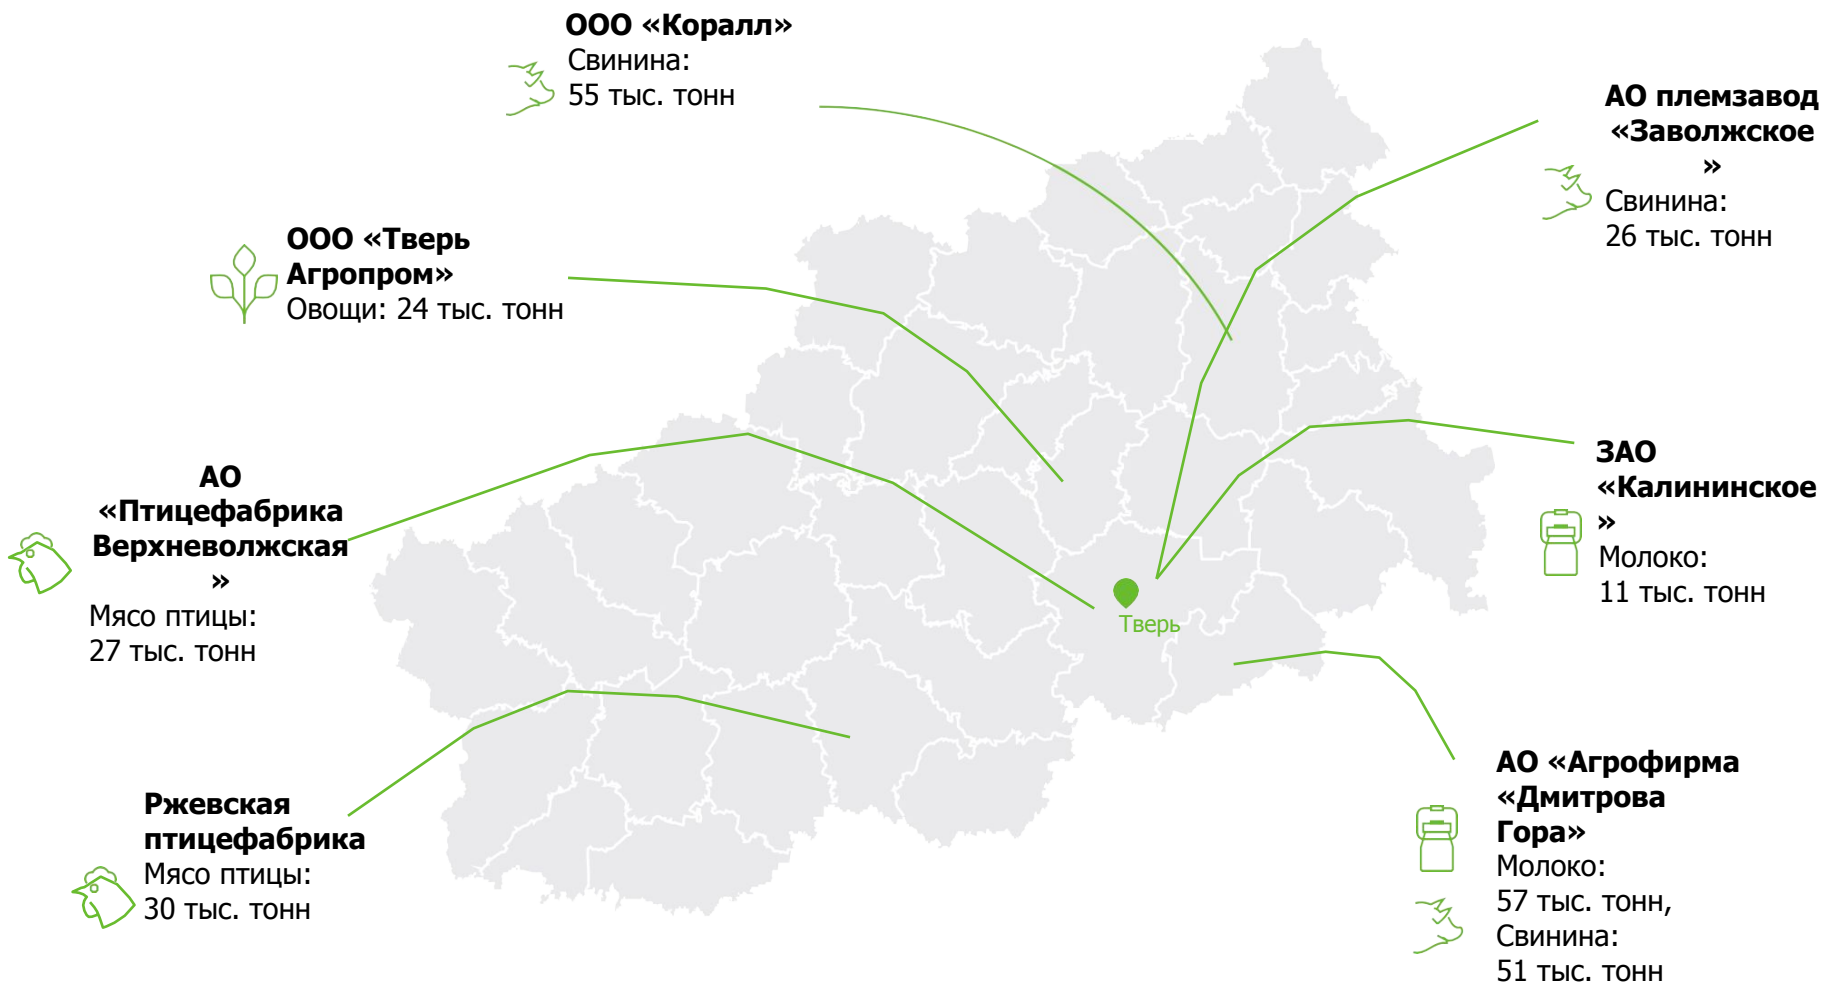 ООО «Коралл»
Свинина:
55 тыс. тонн
АО племзавод
«Заволжское
»
Свинина:
26 тыс. тонн
ООО «Тверь
Агропром»
Овощи: 24 тыс. тонн
АО
«Птицефабрика
Верхневолжская
»
Мясо птицы:
27 тыс. тонн
ЗАО
«Калининское
»
Молоко:
11 тыс. тонн
Тверь
Ржевская
птицефабрика
Мясо птицы:
30 тыс. тонн
АО «Агрофирма
«Дмитрова
Гора»
Молоко:
57 тыс. тонн,
Свинина:
51 тыс. тонн